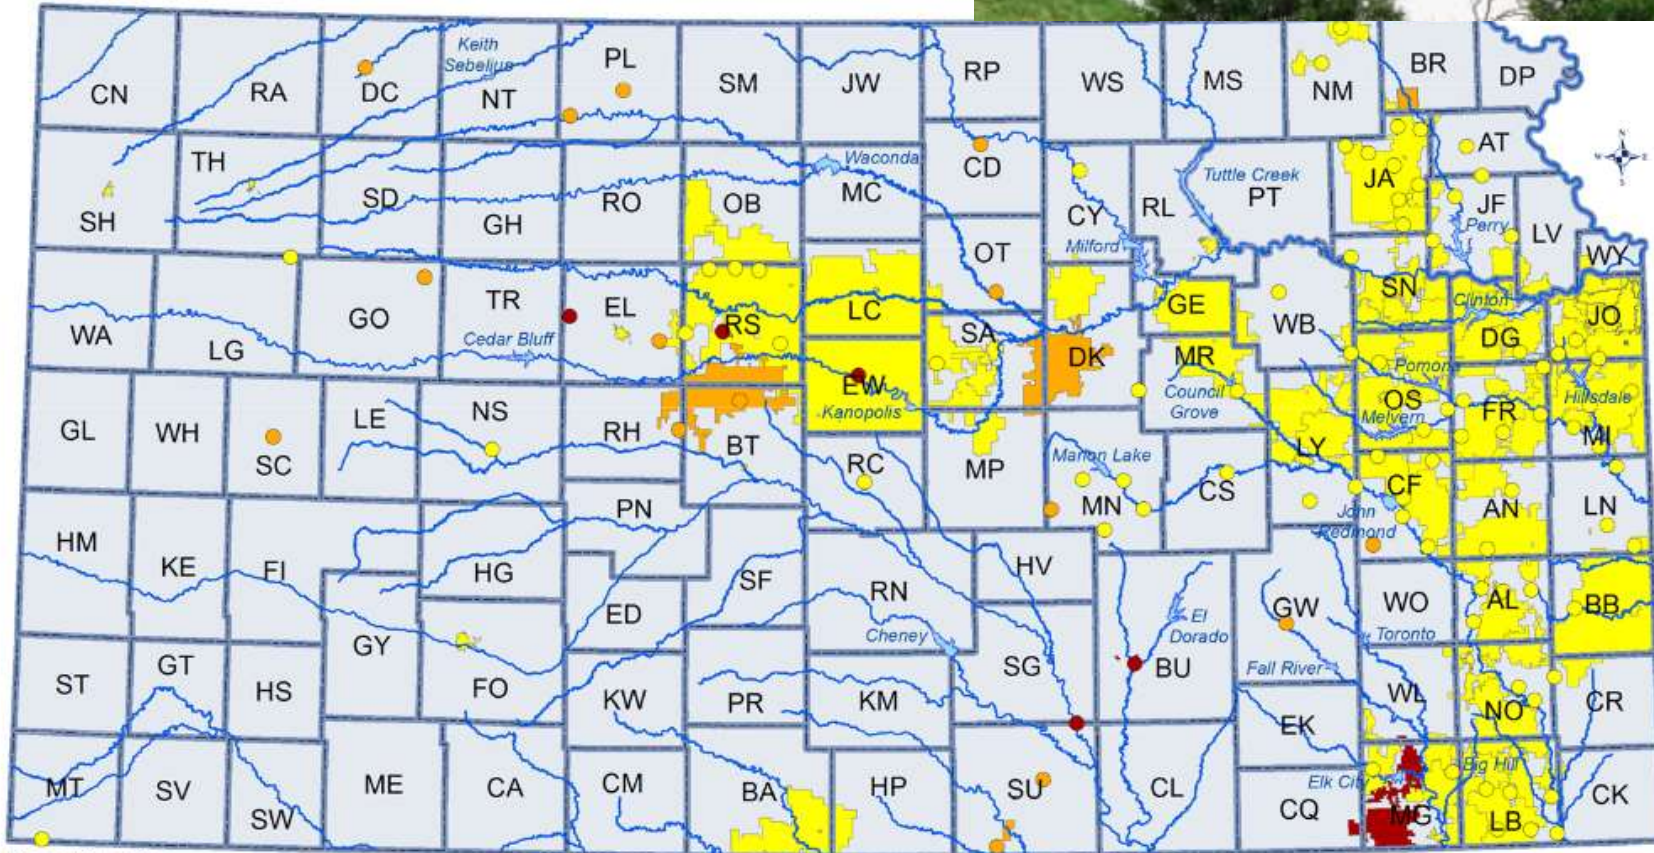 CN
RA
DC
Keith
Sebelius
NT
PL
SM
JW
RP
WS
MS
NM
BR
DP
SH
TH
SD
GH
RO
OB
Waconda
MC
CD
CY
RL
Tuttle Creek
PT
JA
AT
JF
Perry
LV
WY
N
S
E
WA
LG
GO
TR
Cedar Bluff
EL
RS
LC
OT
Milford
SA
DK
GE
WB
SN
Clinton
DG
JO
GL
WH
SC
LE
NS
RH
BT
EW
Kanopolis
RC
MP
MR
Council
Grove
Marion Lake
MN
CS
LY
Pomona
OS
Melvern
FR
Hillsdale
MI
CF
John
Redmond
AN
LN
HM
KE
FI
HG
PN
ED
SF
RN
Cheney
HV
SG
El
Dorado
BU
GW
Fall River
WO
Toronto
AL
BB
ST
GT
HS
GY
FO
KW
PR
KM
EK
WL
NO
CR
MT
SV
SW
ME
CA
CM
BA
HP
SU
CL
CQ
Elk City
MG
Big Hill
LB
CK